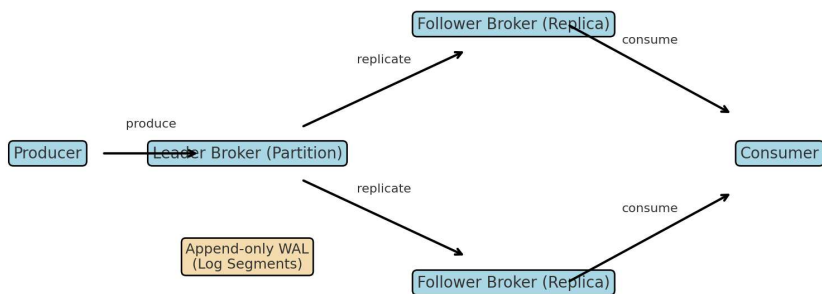 Follower Broker (Replica)
consume
replicate
produce
Producer
Leader Broker (Partition)
Consumer
replicate
consume
Append-only WAL
(Log Segments)
Follower Broker (Replica)